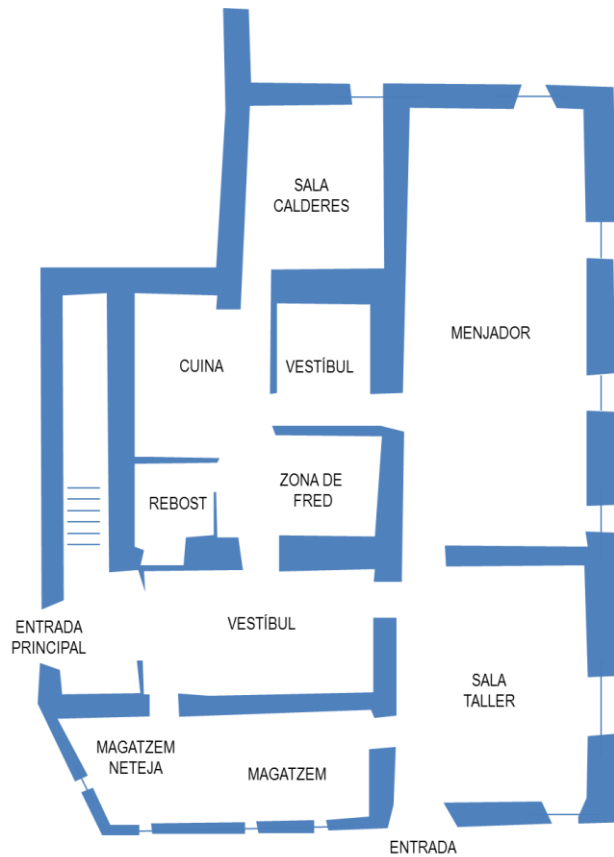 SALA
CALDERES
MENJADOR
CUINA
VESTÍBUL
ZONA DE
FRED
REBOST
ENTRADA
PRINCIPAL
VESTÍBUL
SALA
TALLER
MAGATZEM
NETEJA
MAGATZEM
ENTRADA